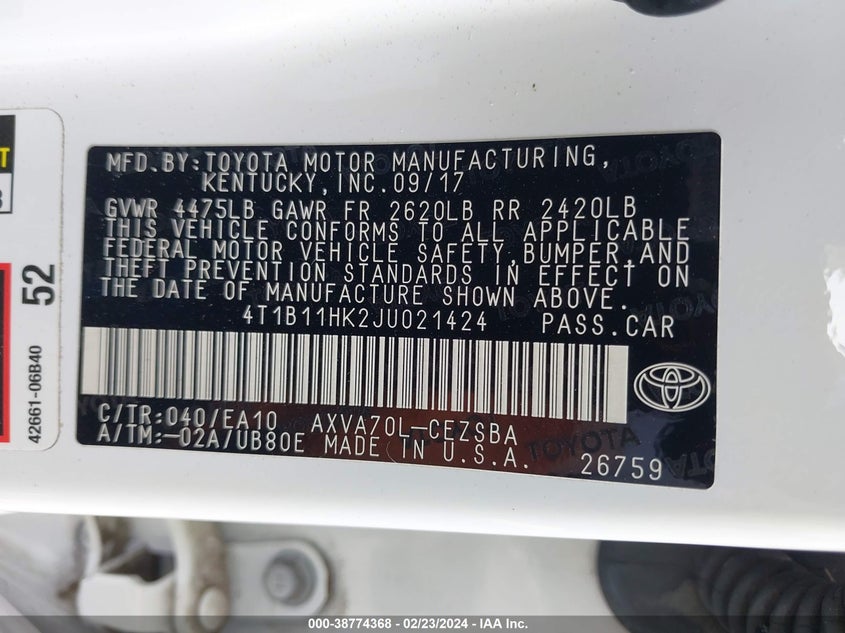 MFD.BY:TOYOTA MOTOR MANUFACTURING,
KENTUCKY,INC.09/17
GVWR 4475LB GAWR FR 2620LB RR 2420LB
THIS VEHICLE CONFORMS TO ALL APPLICABLE
FEDERAL MOTOR VEHICLE SAFETY,BUMPER,AND
THEFT PREVENTION STANDARDS IN EFFECT ON
THE DATE OF MANUFACTURE SHOWN ABOVE.
4T1B11HK2JU021424 PASS.CAR
C/TR:040/EA10 AXVA70L-CEZSBA
A/TM:-02A/UB80E MADE IN U.S.A. 26759
52
42661-06B40
000-38774368 - 02/23/2024 - IAA Inc.